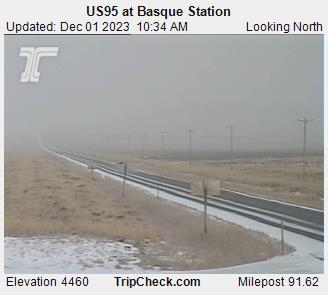 US95 at Basque Station
Updated: Dec 01 2023 10:34 AM Looking North
Elevation 4460 TripCheck.com Milepost 91.62